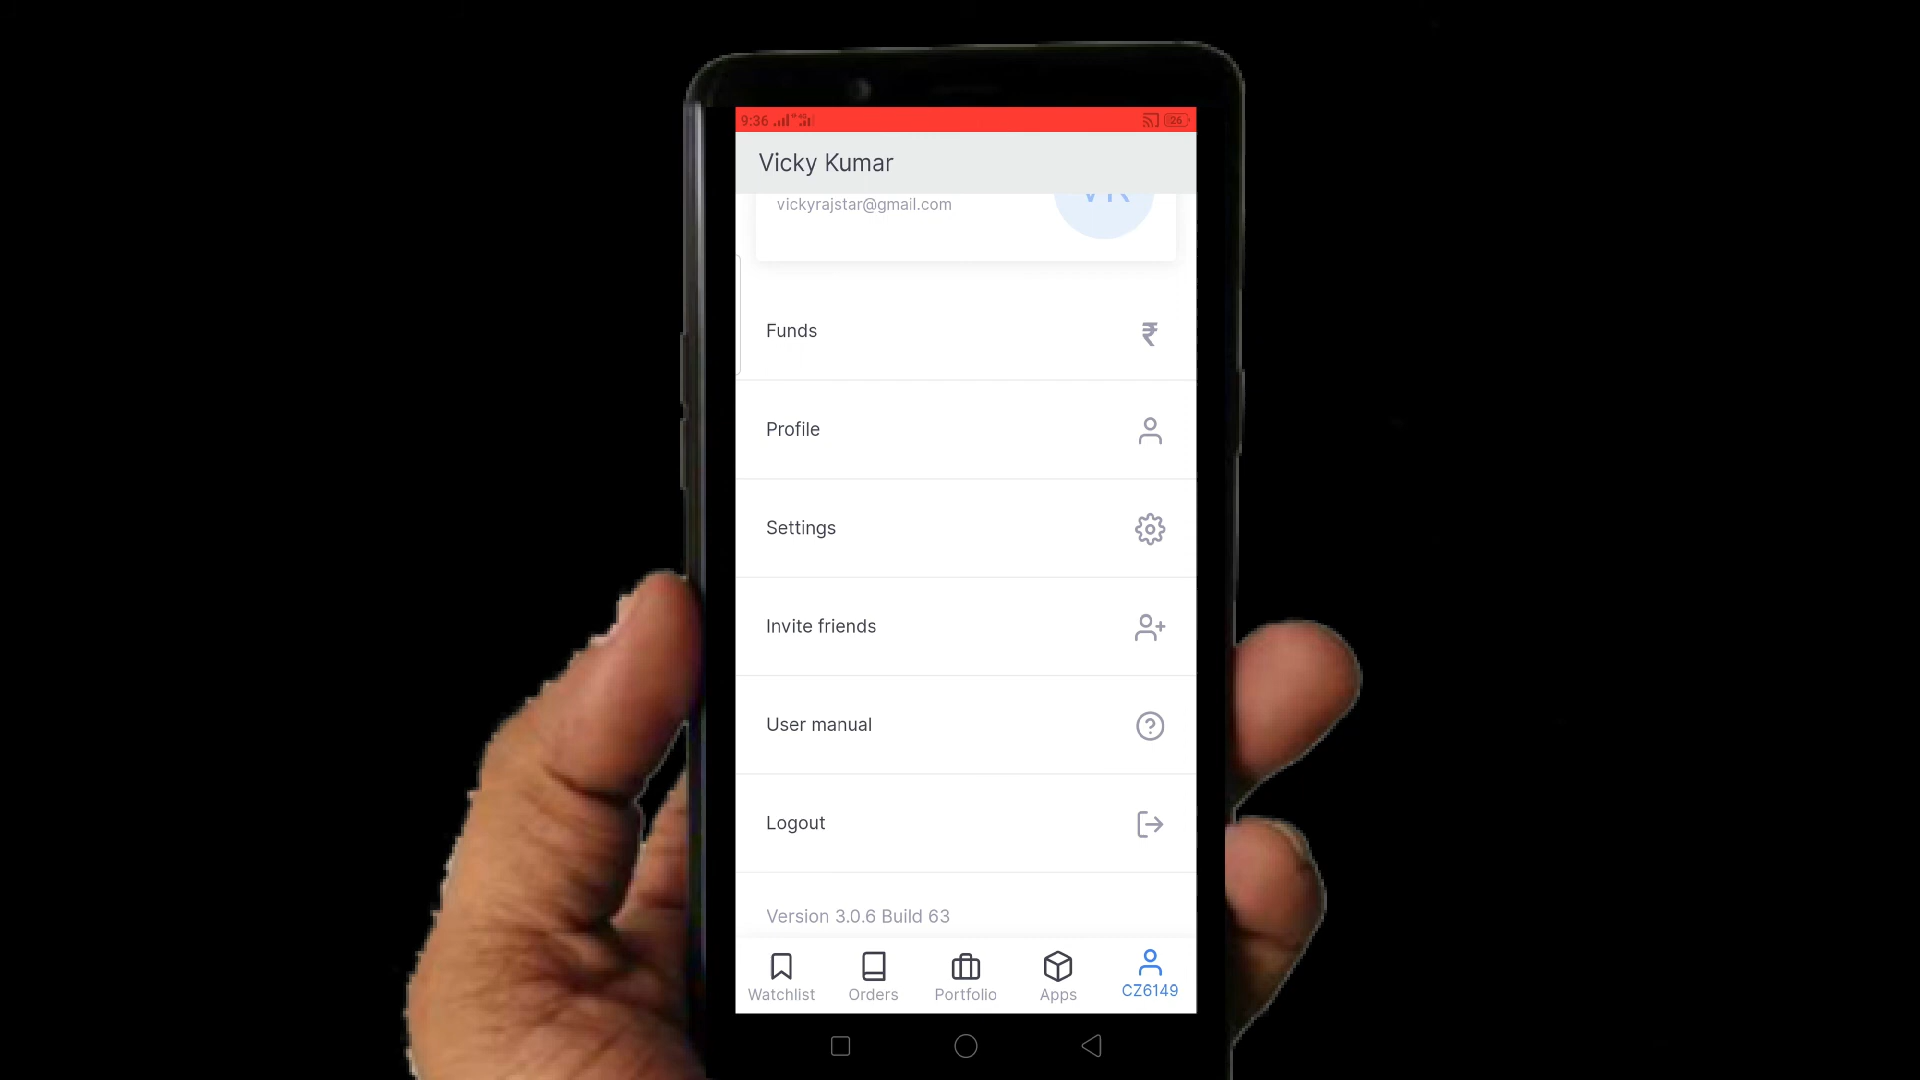 9:36
26
Vicky Kumar
vickyrajstar@gmail.com
Funds
Profile
Settings
Invite friends
User manual
Logout
Version 3.0.6 Build 63
Watchlist
Orders
Portfolio
Apps
CZ6149